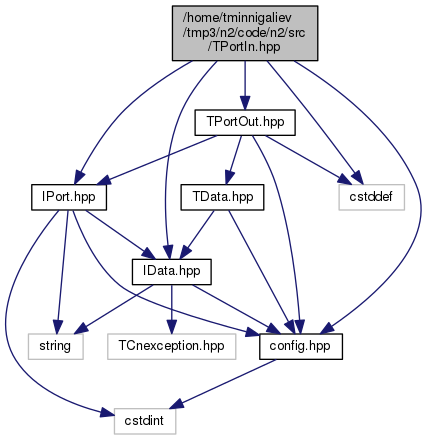 /home/tminnigaliev
/tmp3/n2/code/n2/src
/TPortIn.hpp
TPortOut.hpp
IPort.hpp
TData.hpp
cstddef
IData.hpp
string
TCnexception.hpp
config.hpp
cstdint